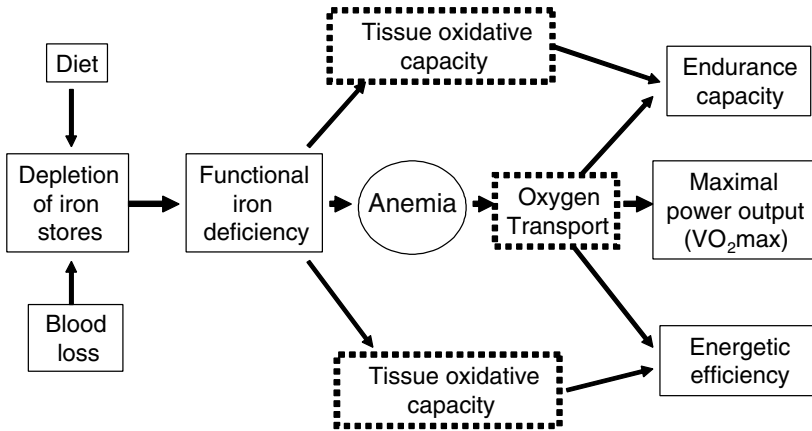 Diet
Depletion
of iron
stores
Blood
loss
Functional
iron
deficiency
Tissue oxidative
capacity
Anemia
Oxygen
Transport
Tissue oxidative
capacity
Endurance
capacity
Maximal
power output
(VO₂max)
Energetic
efficiency